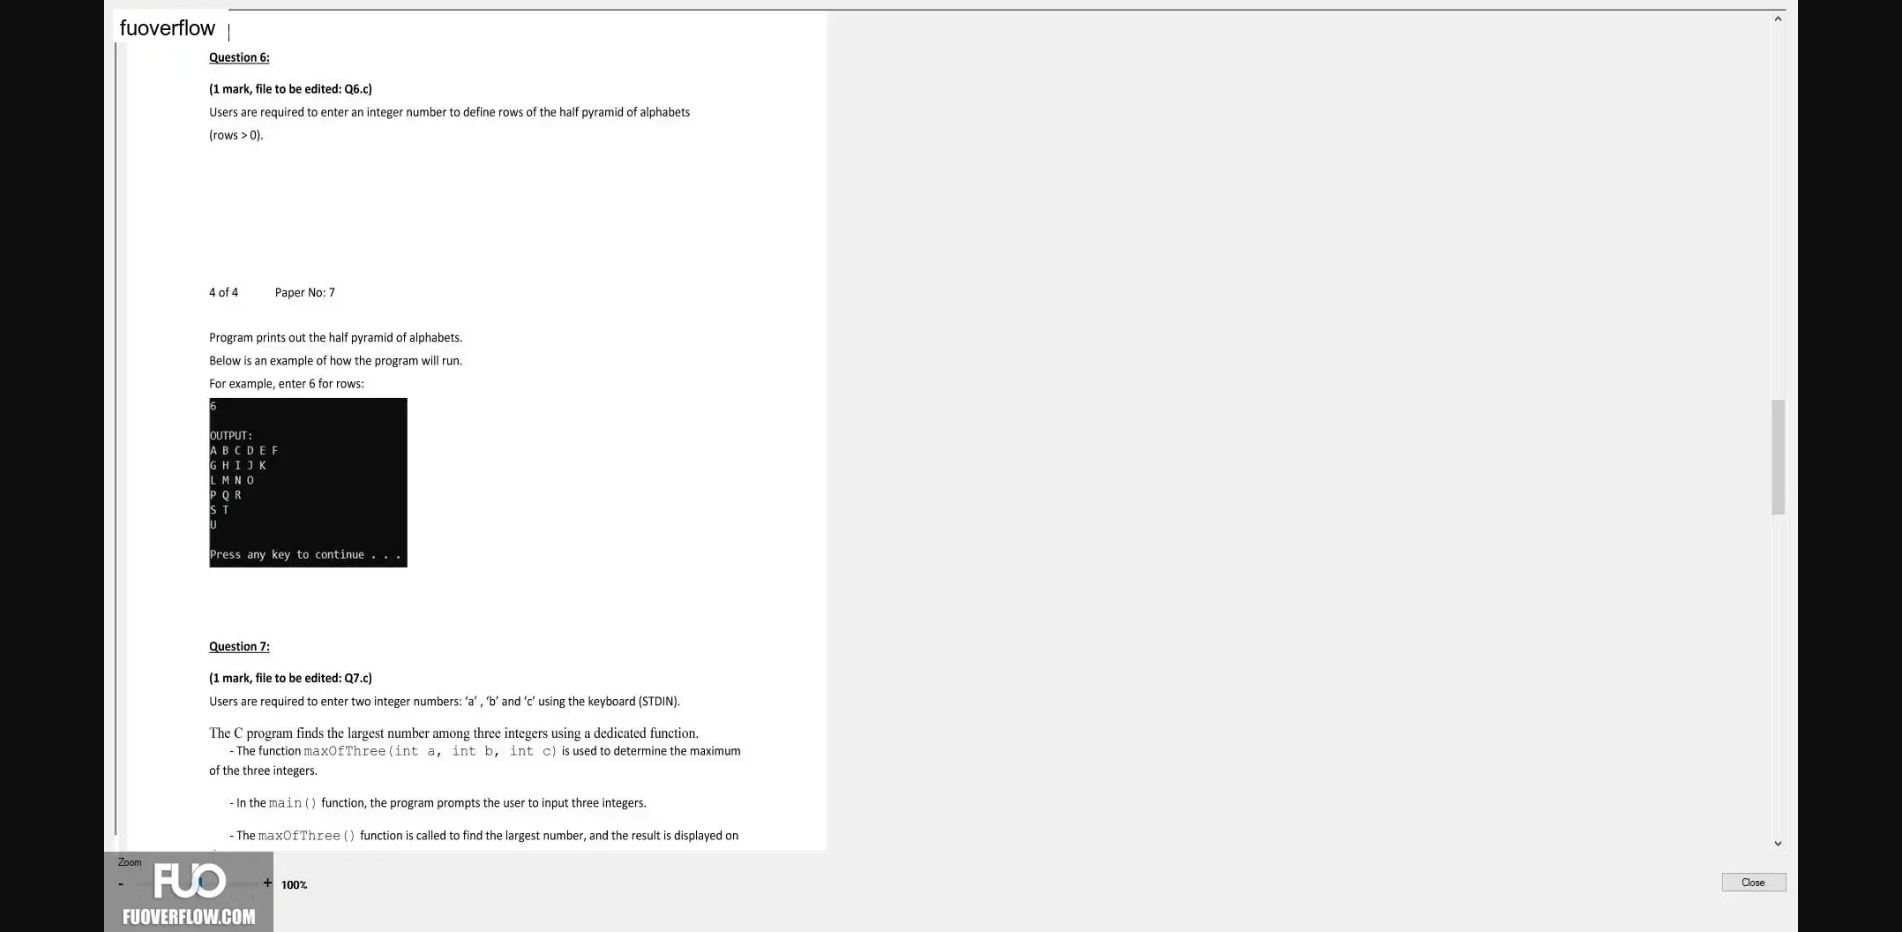 fuoverflow
Question 6:
(1 mark, file to be edited: Q6.c)
Users are required to enter an integer number to define rows of the half pyramid of alphabets
(rows > 0).
4 of 4 Paper No: 7
Program prints out the half pyramid of alphabets.
Below is an example of how the program will run.
For example, enter 6 for rows:
6
OUTPUT:
A B C D E F
G H I J K
L M N O
P Q R
S T
U
Press any key to continue . . .
Question 7:
(1 mark, file to be edited: Q7.c)
Users are required to enter two integer numbers: ‘a’ , ‘b’ and ‘c’ using the keyboard (STDIN).
The C program finds the largest number among three integers using a dedicated function.
- The function maxOfThree(int a, int b, int c) is used to determine the maximum
of the three integers.
- In the main() function, the program prompts the user to input three integers.
- The maxOfThree() function is called to find the largest number, and the result is displayed on
Zoom
- + 100%
Close
FUO
FUOVERFLOW.COM